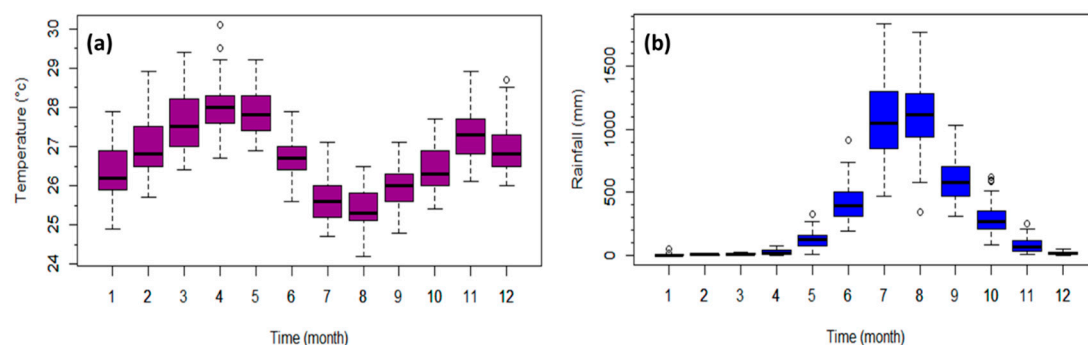 (a)
Temperature (°c)
30
29
28
27
26
25
24
1 2 3 4 5 6 7 8 9 10 11 12
Time (month)
(b)
Rainfall (mm)
1500
1000
500
0
1 2 3 4 5 6 7 8 9 10 11 12
Time (month)